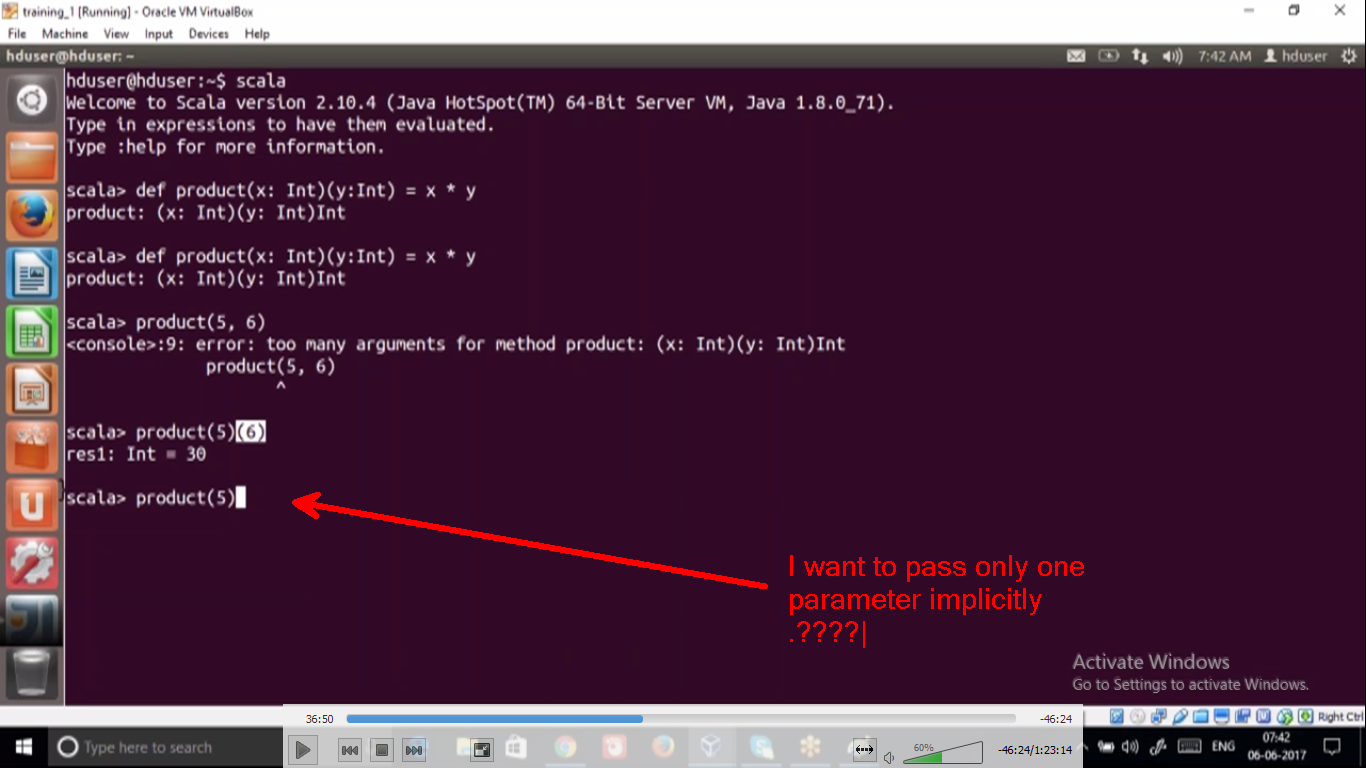 training_1 [Running] - Oracle VM VirtualBox
File Machine View Input Devices Help
hduser@hduser: ~ 7:42 AM hduser
hduser@hduser:~$ scala
Welcome to Scala version 2.10.4 (Java HotSpot(TM) 64-Bit Server VM, Java 1.8.0_71).
Type in expressions to have them evaluated.
Type :help for more information.
scala> def product(x: Int)(y:Int) = x * y
product: (x: Int)(y: Int)Int
scala> def product(x: Int)(y:Int) = x * y
product: (x: Int)(y: Int)Int
scala> product(5, 6)
<console>:9: error: too many arguments for method product: (x: Int)(y: Int)Int
product(5, 6)
^
scala> product(5)(6)
res1: Int = 30
scala> product(5)
I want to pass only one
parameter implicitly
.????|
Activate Windows
Go to Settings to activate Windows.
36:50 -46:24
Right Ctrl
Type here to search
60%
-46:24/1:23:14
ENG
07:42
06-06-2017